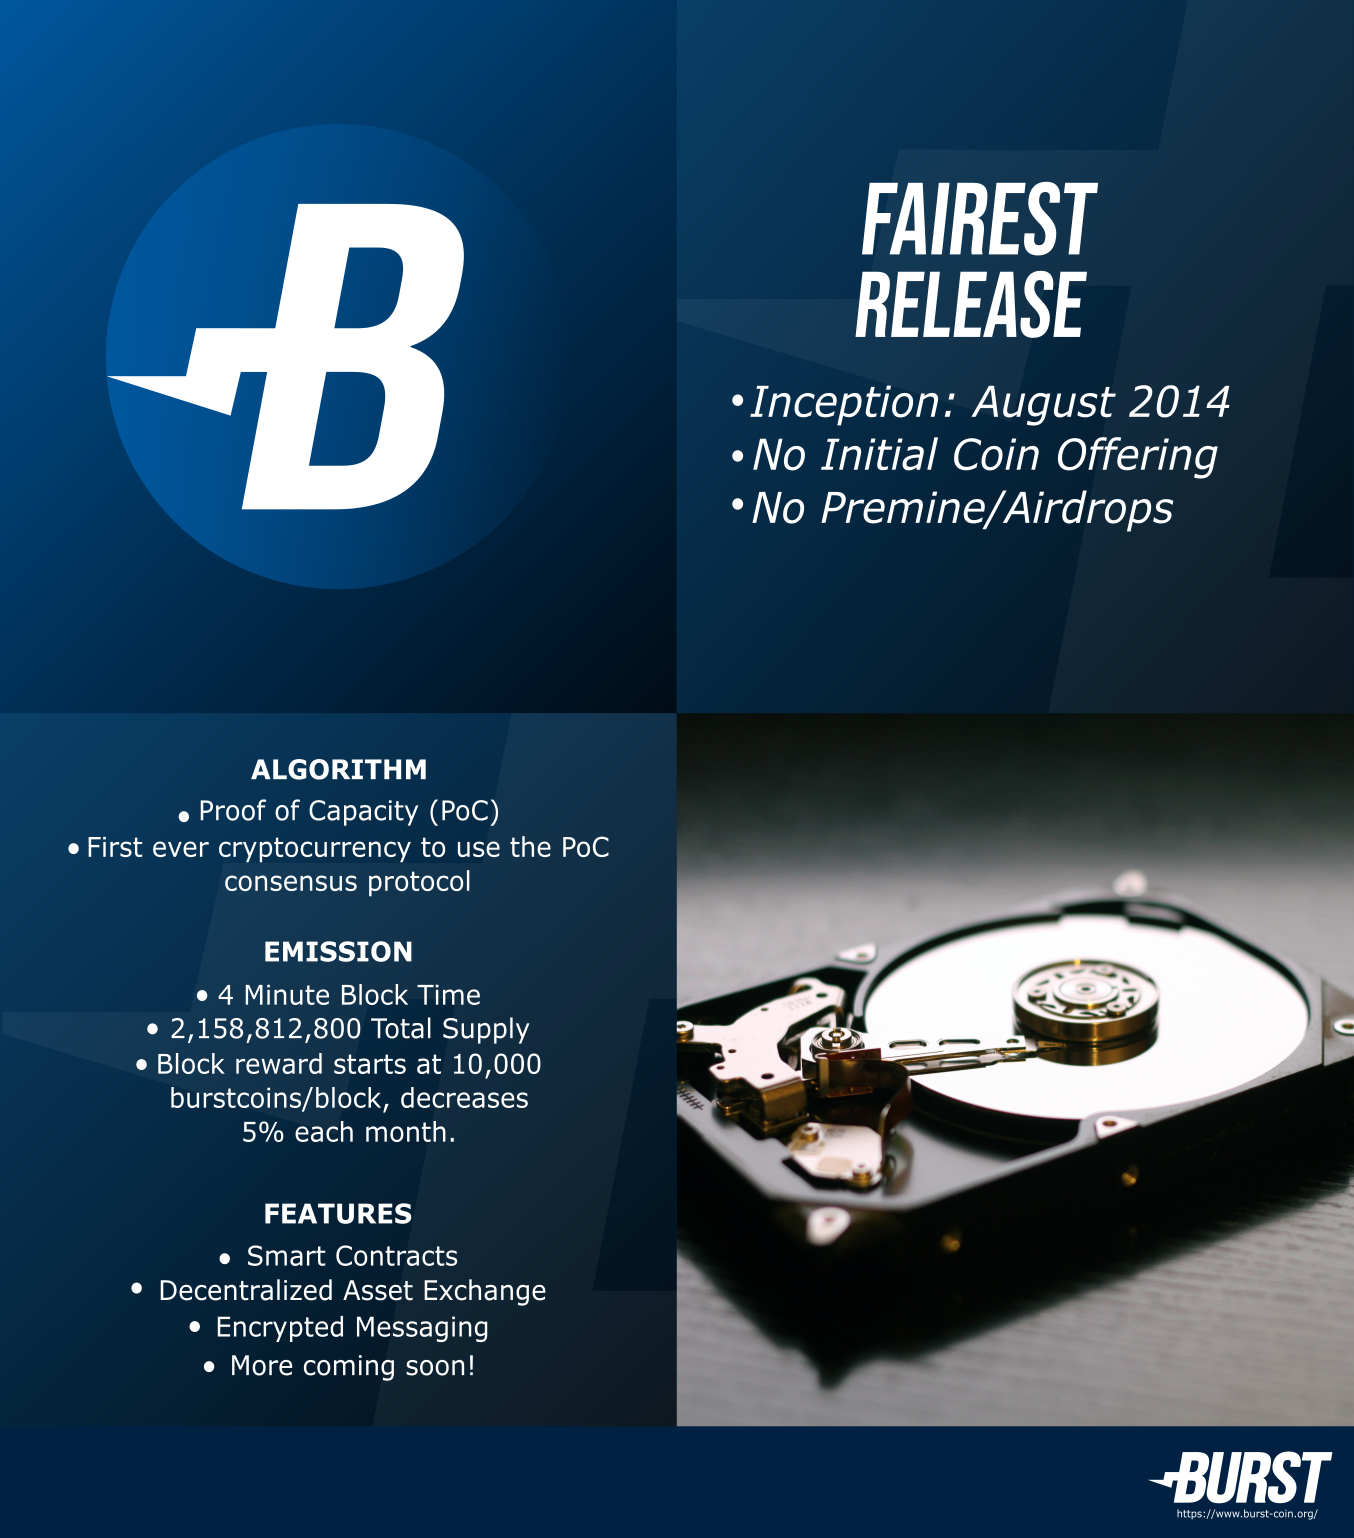 FAIREST
RELEASE
•Inception: August 2014
•No Initial Coin Offering
•No Premine/Airdrops
ALGORITHM
• Proof of Capacity (PoC)
• First ever cryptocurrency to use the PoC
consensus protocol
EMISSION
• 4 Minute Block Time
• 2,158,812,800 Total Supply
• Block reward starts at 10,000
burstcoins/block, decreases
5% each month.
FEATURES
• Smart Contracts
• Decentralized Asset Exchange
• Encrypted Messaging
• More coming soon!
BURST
https://www.burst-coin.org/